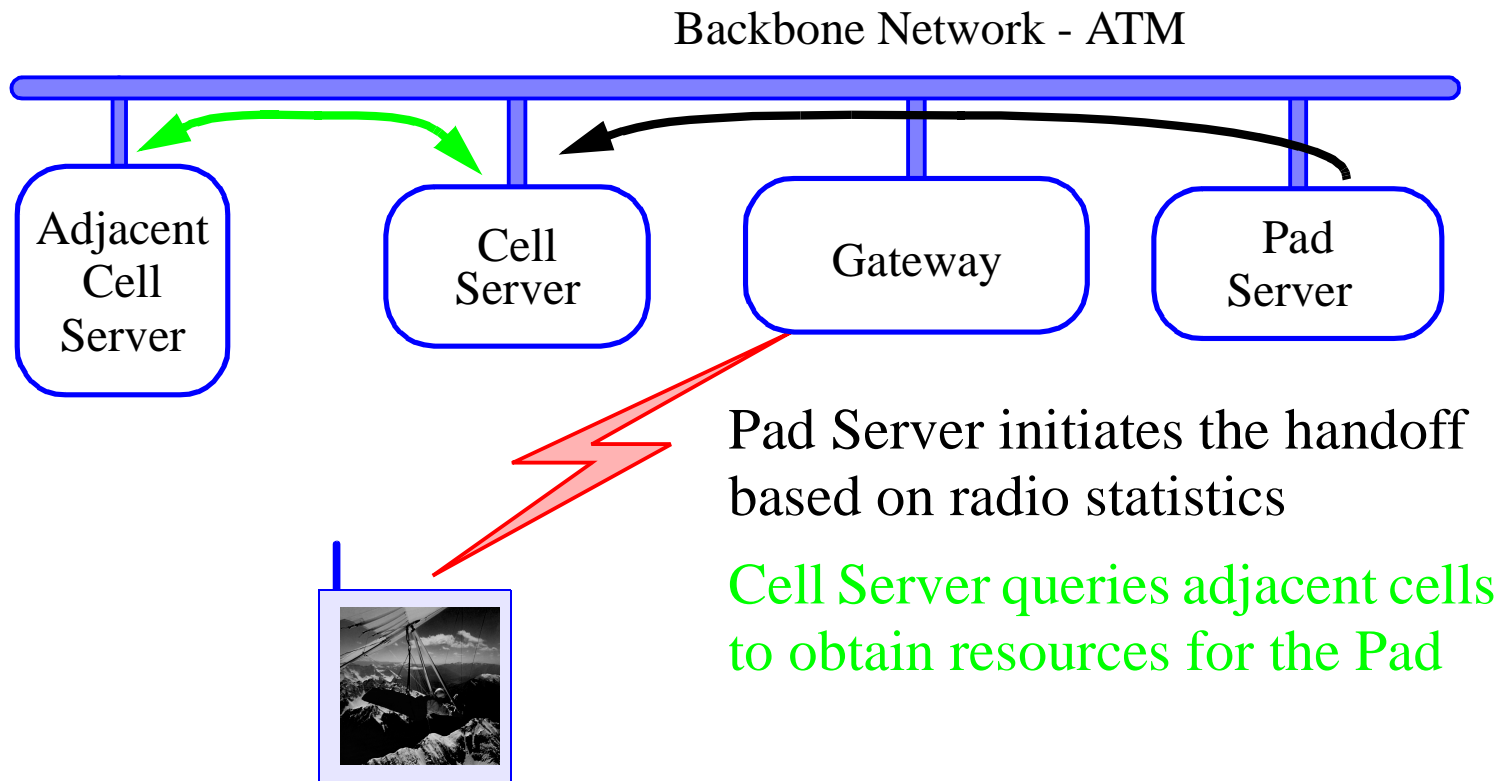 Backbone Network - ATM
Adjacent
Cell
Server
Cell
Server
Gateway
Pad
Server
Pad Server initiates the handoff
based on radio statistics
Cell Server queries adjacent cells
to obtain resources for the Pad